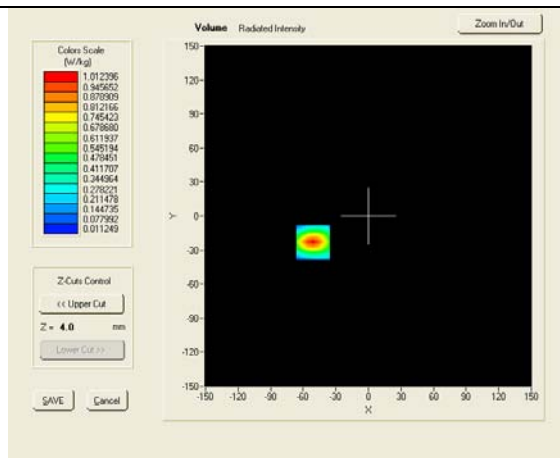 Volume Radiated Intensity
Zoom In/Out
Colors Scale
(W/kg)
1.012396
0.945652
0.878909
0.812166
0.745423
0.678680
0.611937
0.545194
0.478451
0.411707
0.344964
0.278221
0.211478
0.144735
0.077992
0.011249
Z-Cuts Control
<< Upper Cut
Z = 4.0 mm
Lower Cut >>
SAVE Cancel
150
120
90
60
30
0
-30
-60
-90
-120
-150
Y
-150 -120 -90 -60 -30 0 30 60 90 120 150
X